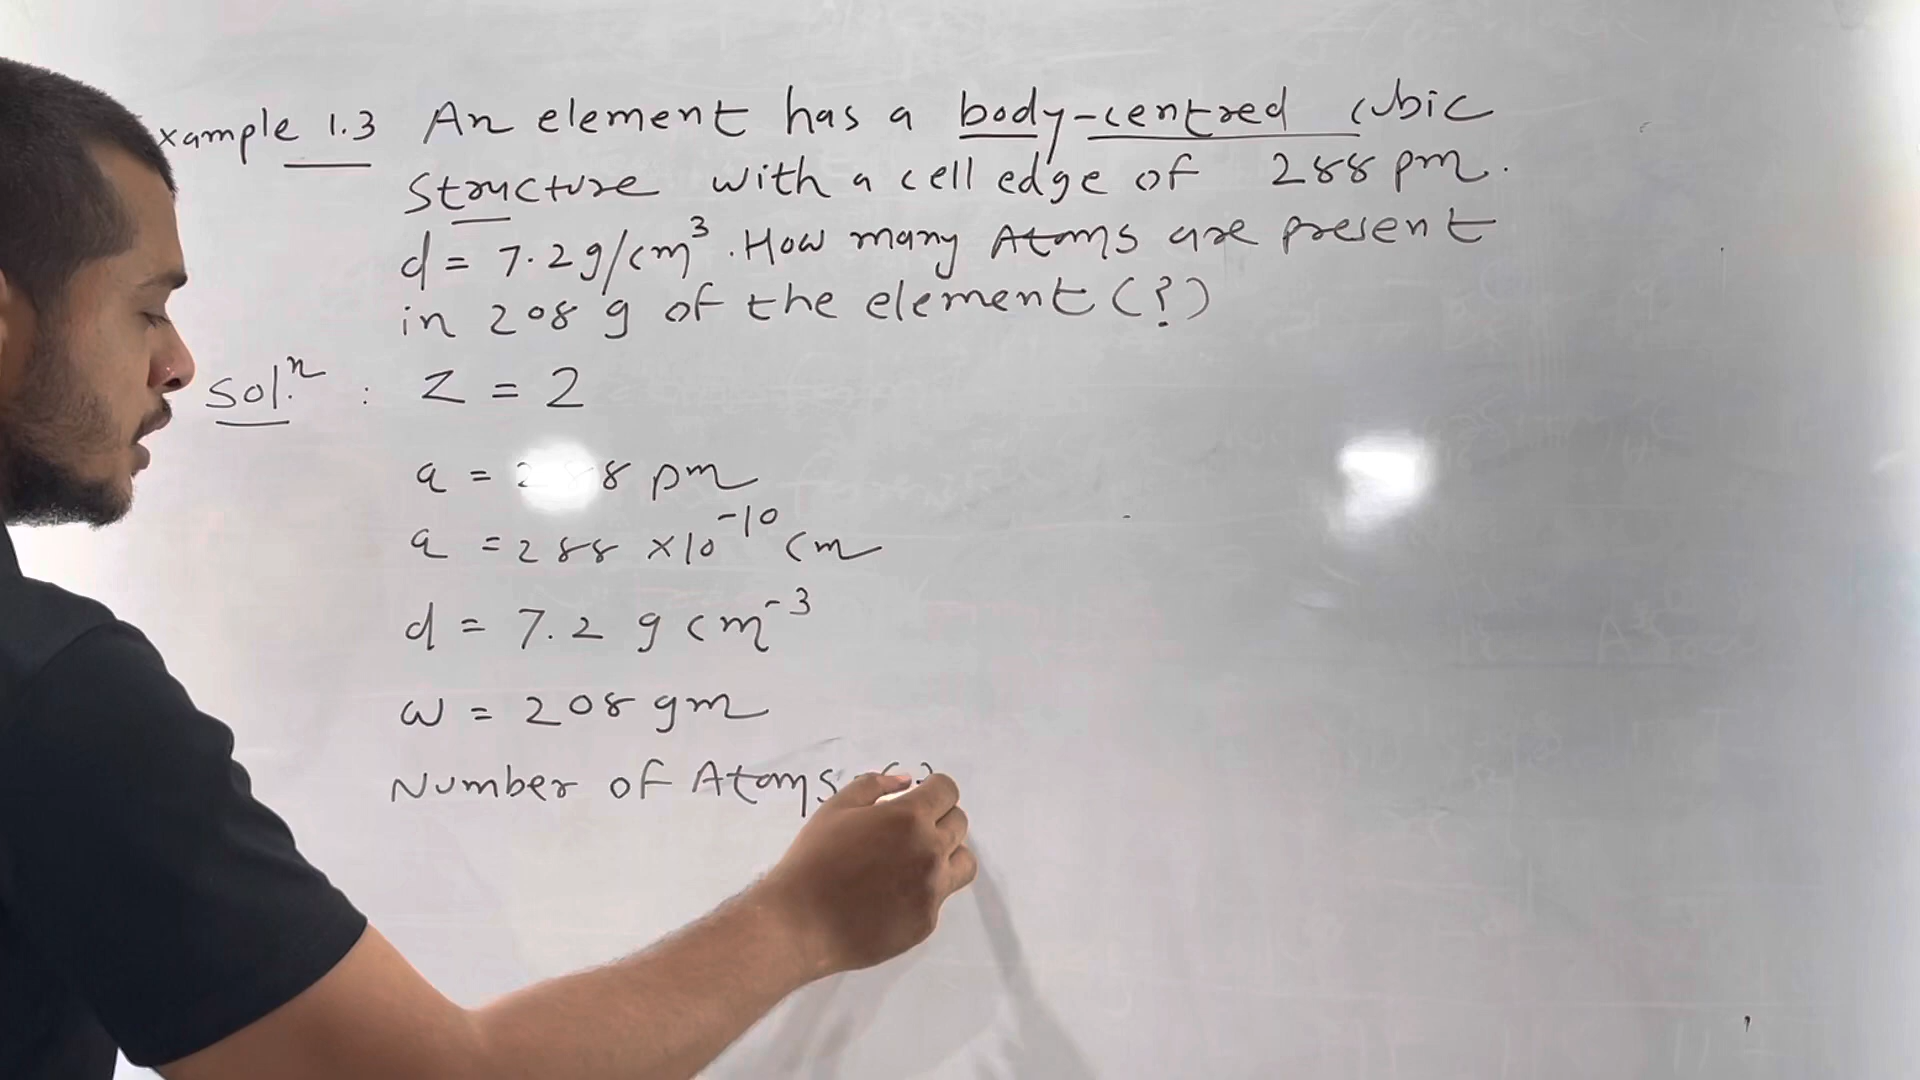 xample 1.3 An element has a body-centred cubic
structure with a cell edge of 288 pm.
d = 7.2 g/cm³. How many Atoms are present
in 208 g of the element (?)
Sol.ⁿ : Z = 2
a = 288 pm
a = 288 ×10⁻¹⁰ cm
d = 7.2 g cm⁻³
w = 208 gm
Number of Atoms